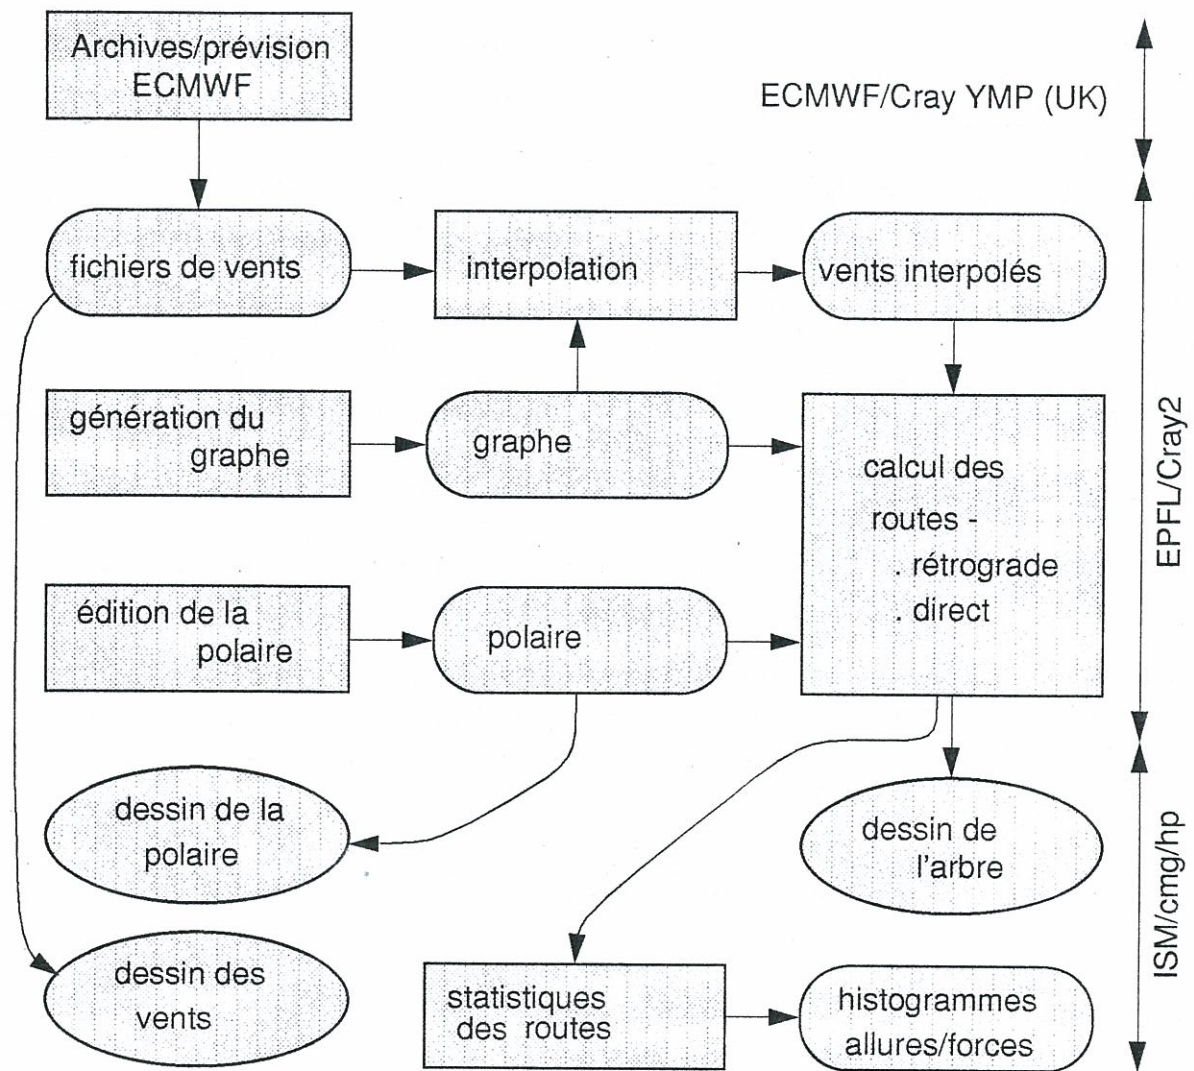 Archives/prévision
ECMWF
ECMWF/Cray YMP (UK)
fichiers de vents
interpolation
vents interpolés
génération du
graphe
graphe
calcul des
routes -
. rétrograde
. direct
EPFL/Cray2
édition de la
polaire
polaire
dessin de la
polaire
dessin de
l'arbre
ISM/cmg/hp
dessin des
vents
statistiques
des routes
histogrammes
allures/forces